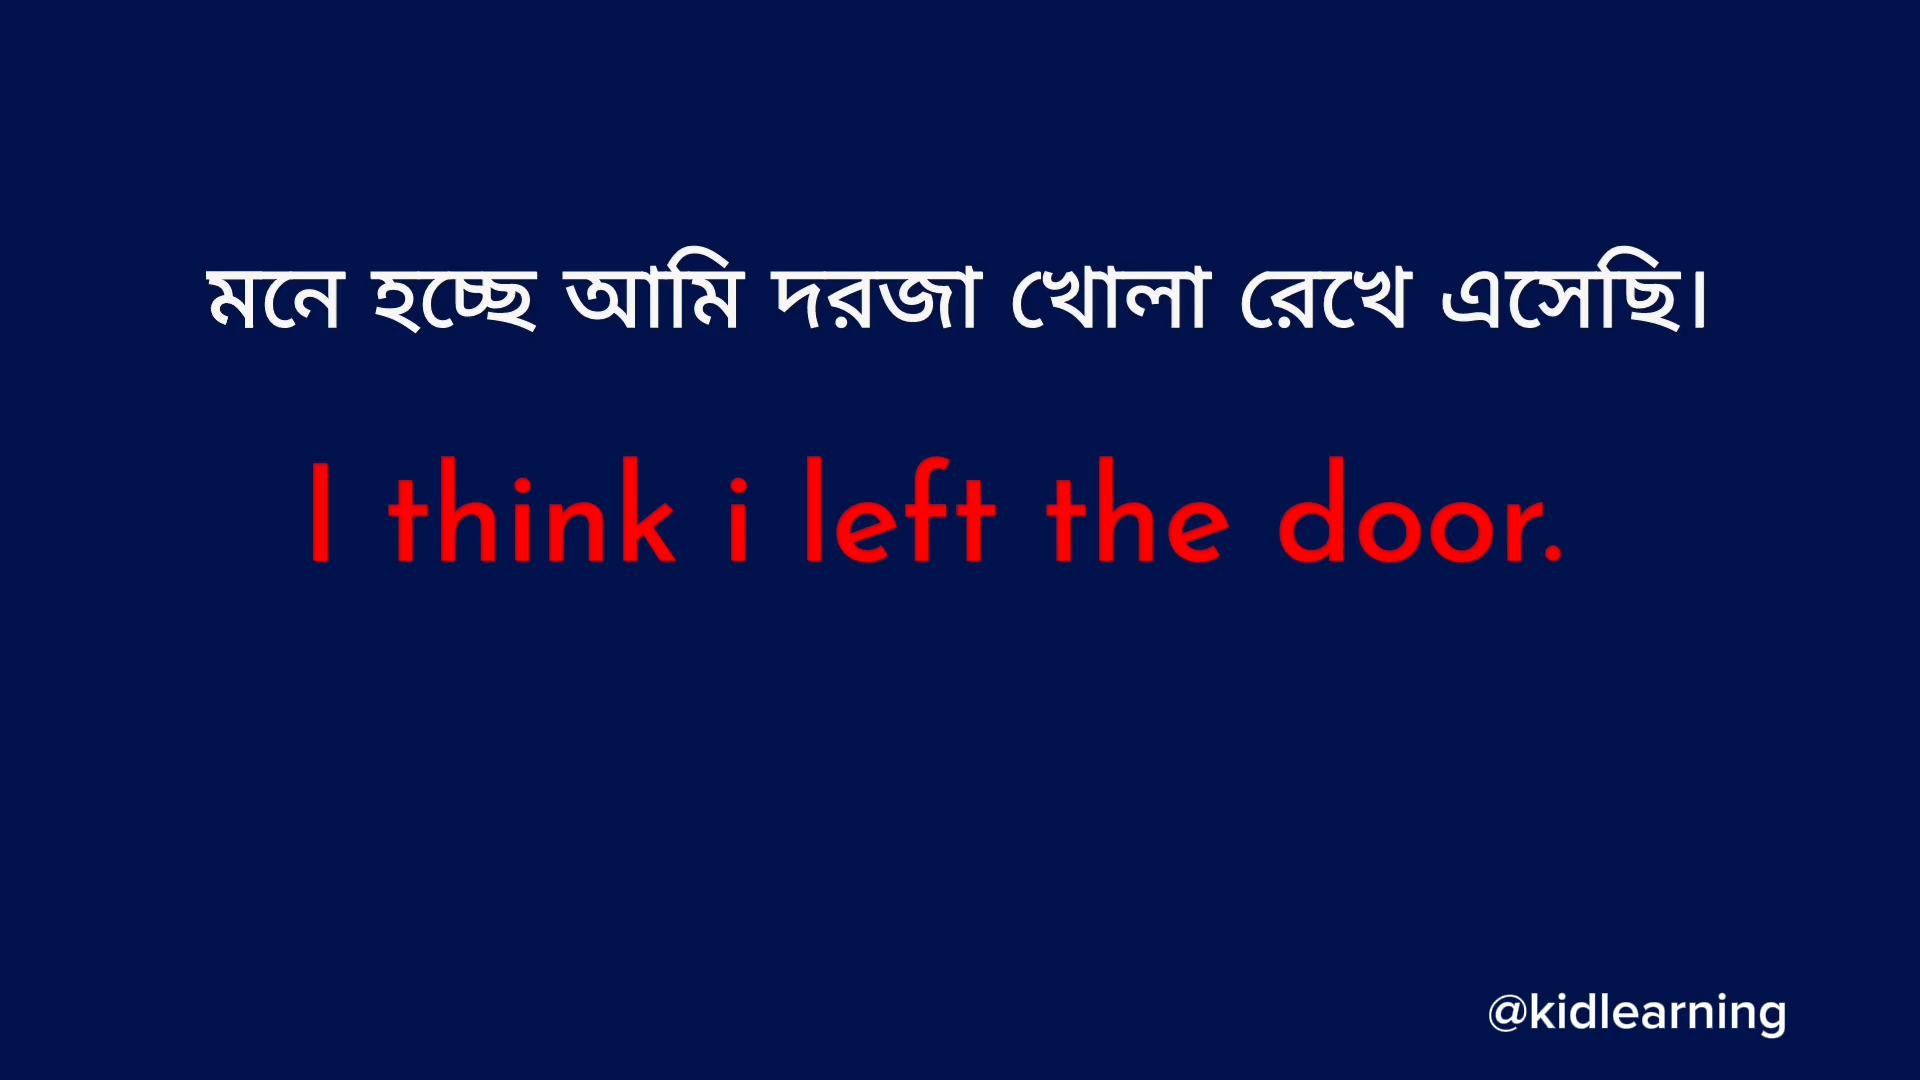 মনে হচ্ছে আমি দরজা খোলা রেখে এসেছি।
I think i left the door.
@kidlearning